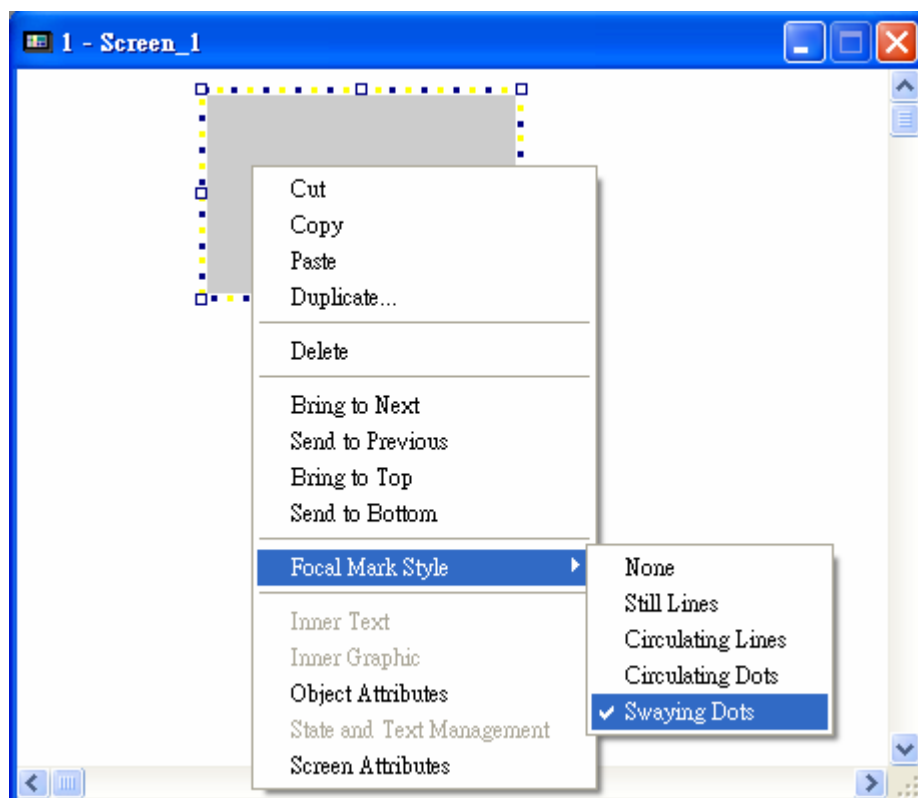 1 - Screen_1
Cut
Copy
Paste
Duplicate...
Delete
Bring to Next
Send to Previous
Bring to Top
Send to Bottom
Focal Mark Style
None
Still Lines
Circulating Lines
Circulating Dots
Swaying Dots
Inner Text
Inner Graphic
Object Attributes
State and Text Management
Screen Attributes